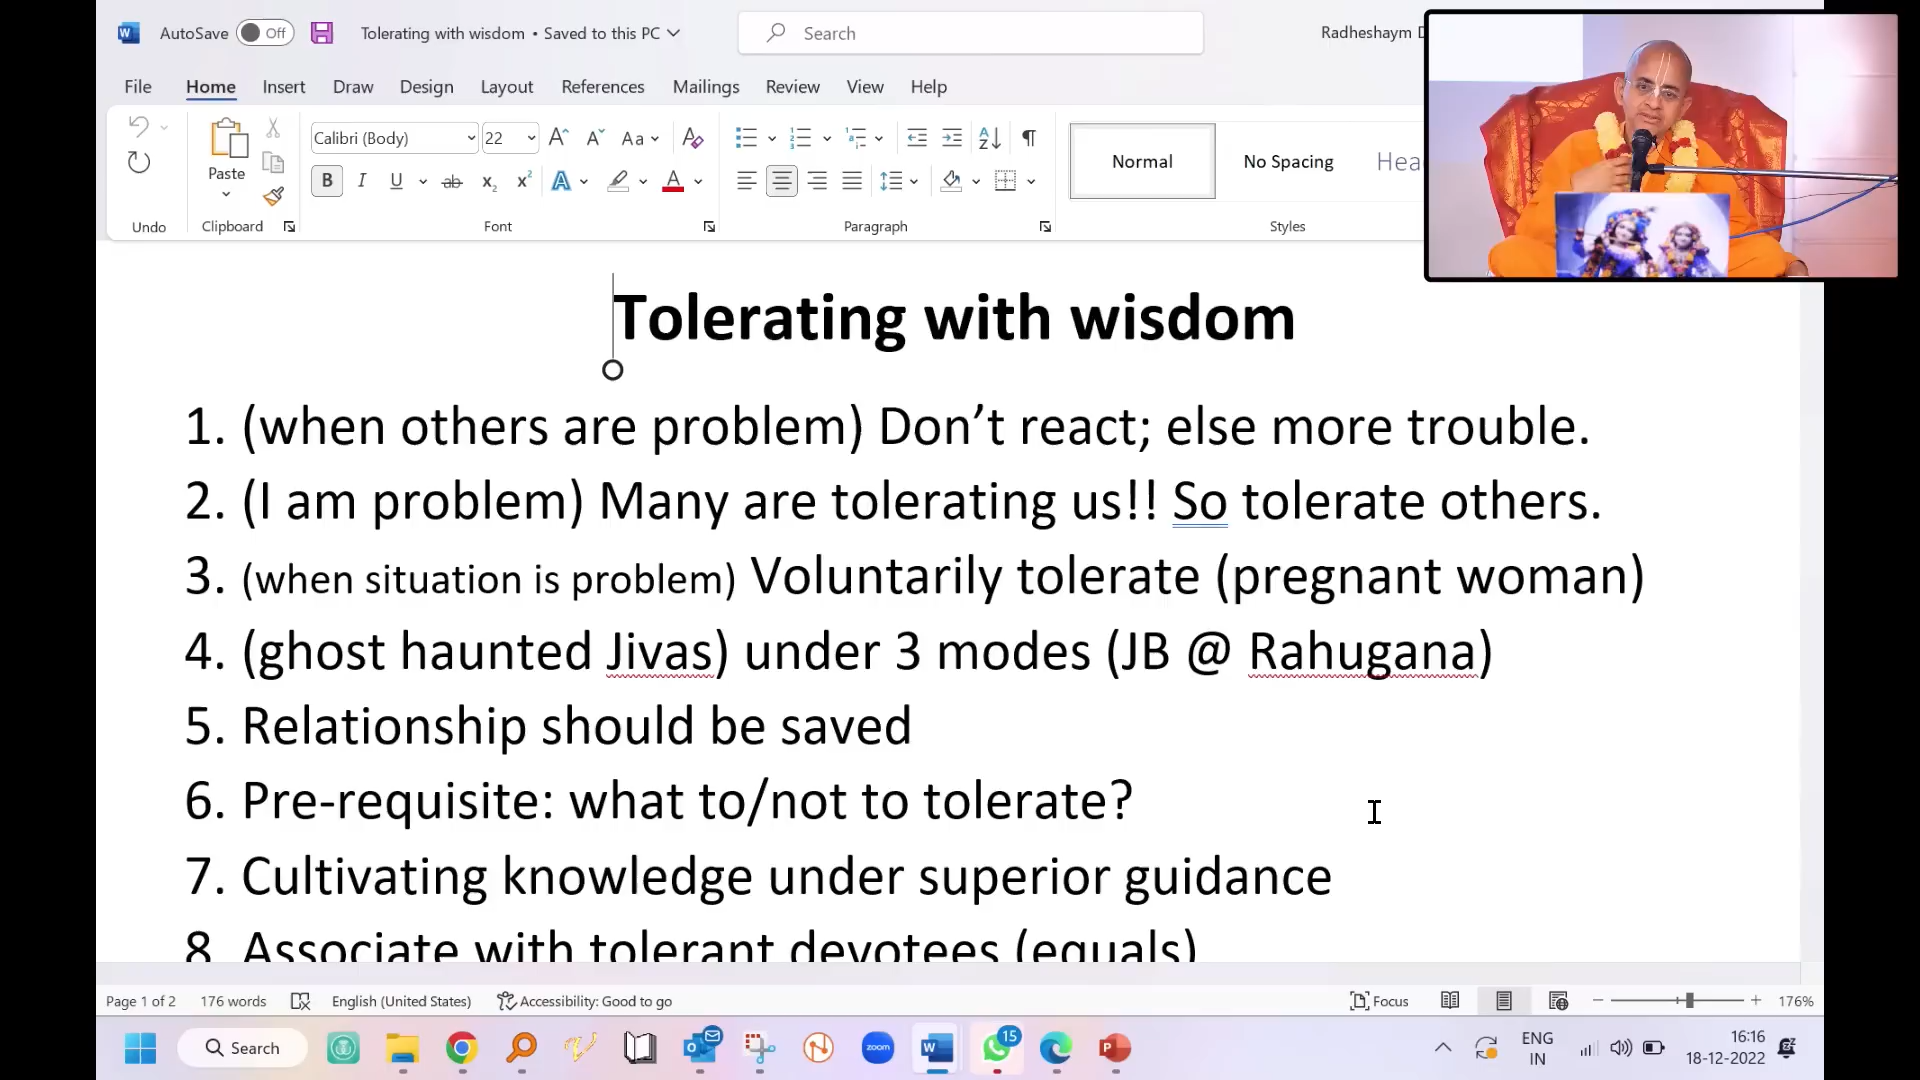 AutoSave Off Tolerating with wisdom • Saved to this PC Search Radheshaym D
File Home Insert Draw Design Layout References Mailings Review View Help
Calibri (Body) 22 Aa
Paste B I U ab Normal No Spacing Hea
Undo Clipboard Font Paragraph Styles
Tolerating with wisdom
1. (when others are problem) Don’t react; else more trouble.
2. (I am problem) Many are tolerating us!! So tolerate others.
3. (when situation is problem) Voluntarily tolerate (pregnant woman)
4. (ghost haunted Jivas) under 3 modes (JB @ Rahugana)
5. Relationship should be saved
6. Pre-requisite: what to/not to tolerate?
7. Cultivating knowledge under superior guidance
8. Associate with tolerant devotees (equals)
Page 1 of 2 176 words English (United States) Accessibility: Good to go Focus 176%
Search zoom 15 ENG IN 16:16
18-12-2022